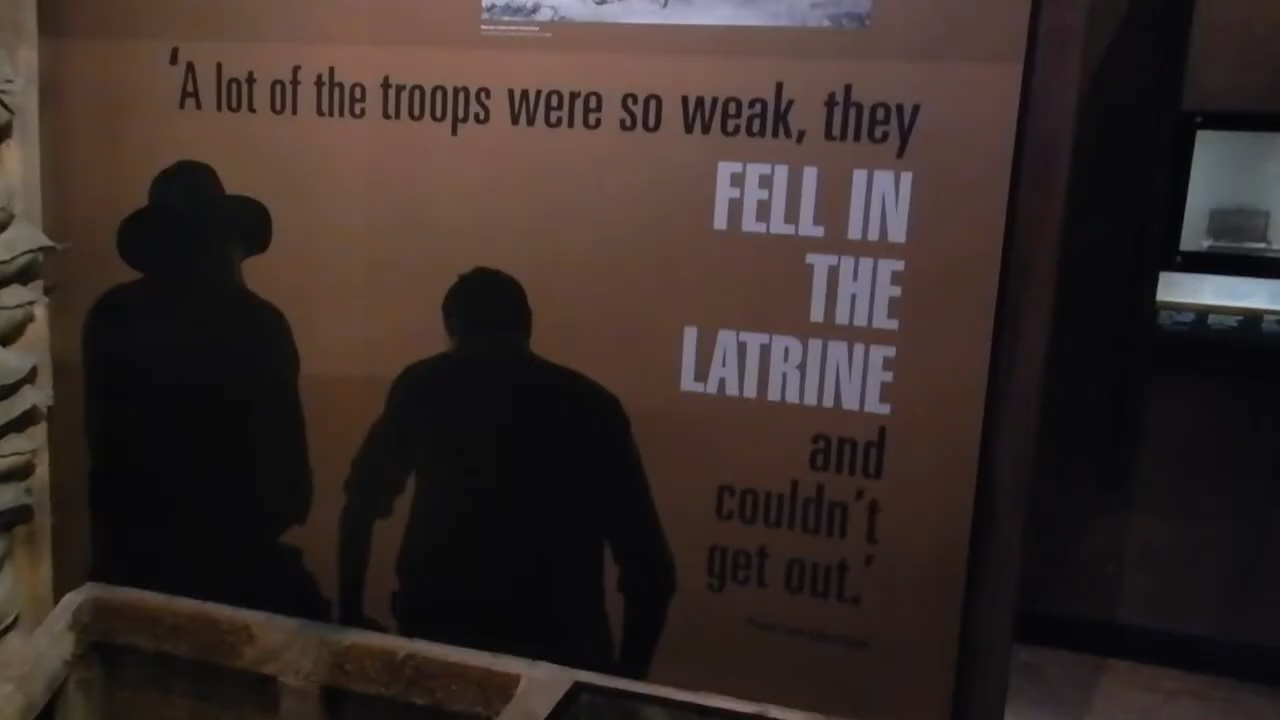 ‘A lot of the troops were so weak, they
FELL IN
THE
LATRINE
and
couldn’t
get out.’